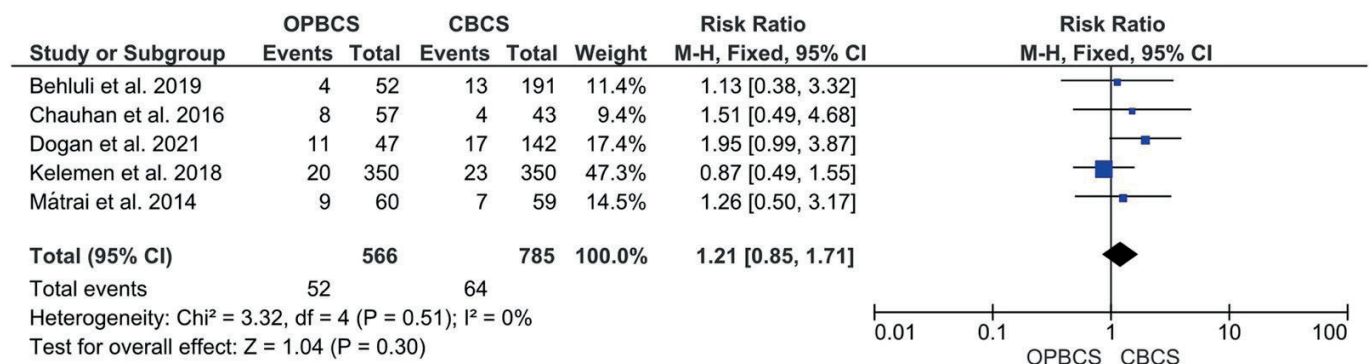 OPBCS CBCS Risk Ratio Risk Ratio
Study or Subgroup Events Total Events Total Weight M-H, Fixed, 95% CI M-H, Fixed, 95% CI
Behluli et al. 2019 4 52 13 191 11.4% 1.13 [0.38, 3.32]
Chauhan et al. 2016 8 57 4 43 9.4% 1.51 [0.49, 4.68]
Dogan et al. 2021 11 47 17 142 17.4% 1.95 [0.99, 3.87]
Kelemen et al. 2018 20 350 23 350 47.3% 0.87 [0.49, 1.55]
Mátrai et al. 2014 9 60 7 59 14.5% 1.26 [0.50, 3.17]
Total (95% CI) 566 785 100.0% 1.21 [0.85, 1.71]
Total events 52 64
Heterogeneity: Chi² = 3.32, df = 4 (P = 0.51); I² = 0%
Test for overall effect: Z = 1.04 (P = 0.30)
0.01 0.1 1 10 100
OPBCS CBCS